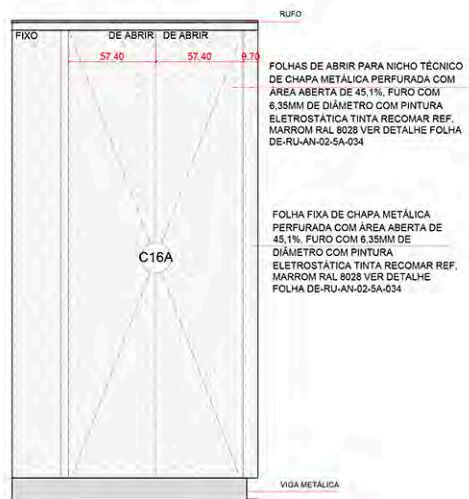 RUFO
FIXO DE ABRIR DE ABRIR
57.40 57.40 9.70
FOLHAS DE ABRIR PARA NICHO TÉCNICO
DE CHAPA METÁLICA PERFURADA COM
ÁREA ABERTA DE 45,1%, FURO COM
6,35MM DE DIÂMETRO COM PINTURA
ELETROSTÁTICA TINTA RECOMAR REF.
MARROM RAL 8028 VER DETALHE FOLHA
DE-RU-AN-02-5A-034
FOLHA FIXA DE CHAPA METÁLICA
PERFURADA COM ÁREA ABERTA DE
45,1%, FURO COM 6,35MM DE
DIÂMETRO COM PINTURA
ELETROSTÁTICA TINTA RECOMAR REF.
MARROM RAL 8028 VER DETALHE
FOLHA DE-RU-AN-02-5A-034
C16A
VIGA METÁLICA